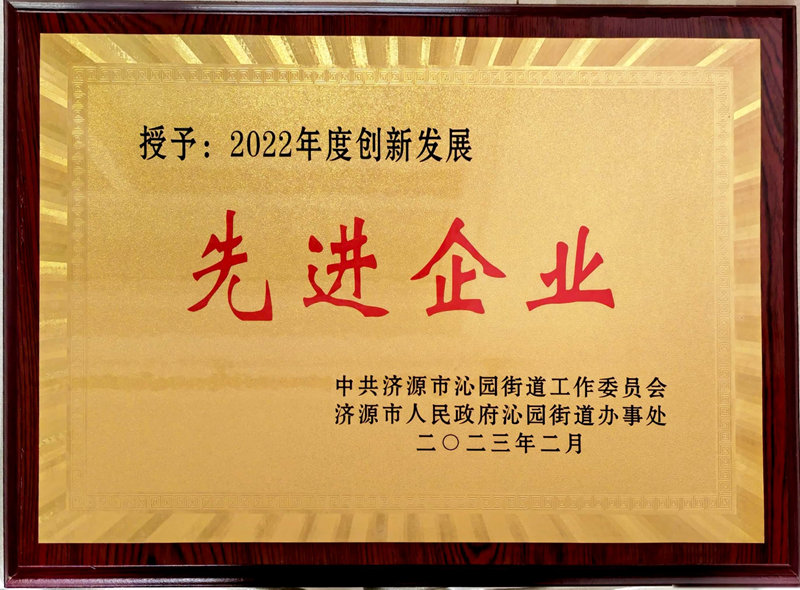 授予：2022年度创新发展
先进企业
中共济源市沁园街道工作委员会
济源市人民政府沁园街道办事处
二〇二三年二月